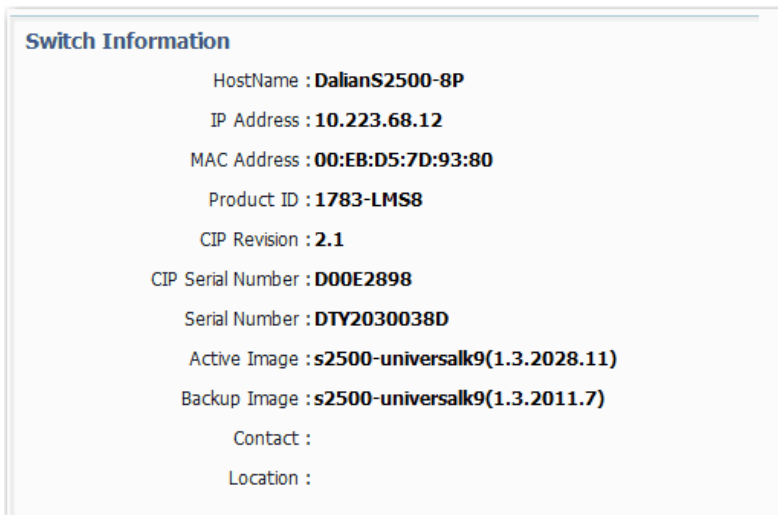 Switch Information
HostName : DalianS2500-8P
IP Address : 10.223.68.12
MAC Address : 00:EB:D5:7D:93:80
Product ID : 1783-LMS8
CIP Revision : 2.1
CIP Serial Number : D00E2898
Serial Number : DTY2030038D
Active Image : s2500-universalk9(1.3.2028.11)
Backup Image : s2500-universalk9(1.3.2011.7)
Contact :
Location :